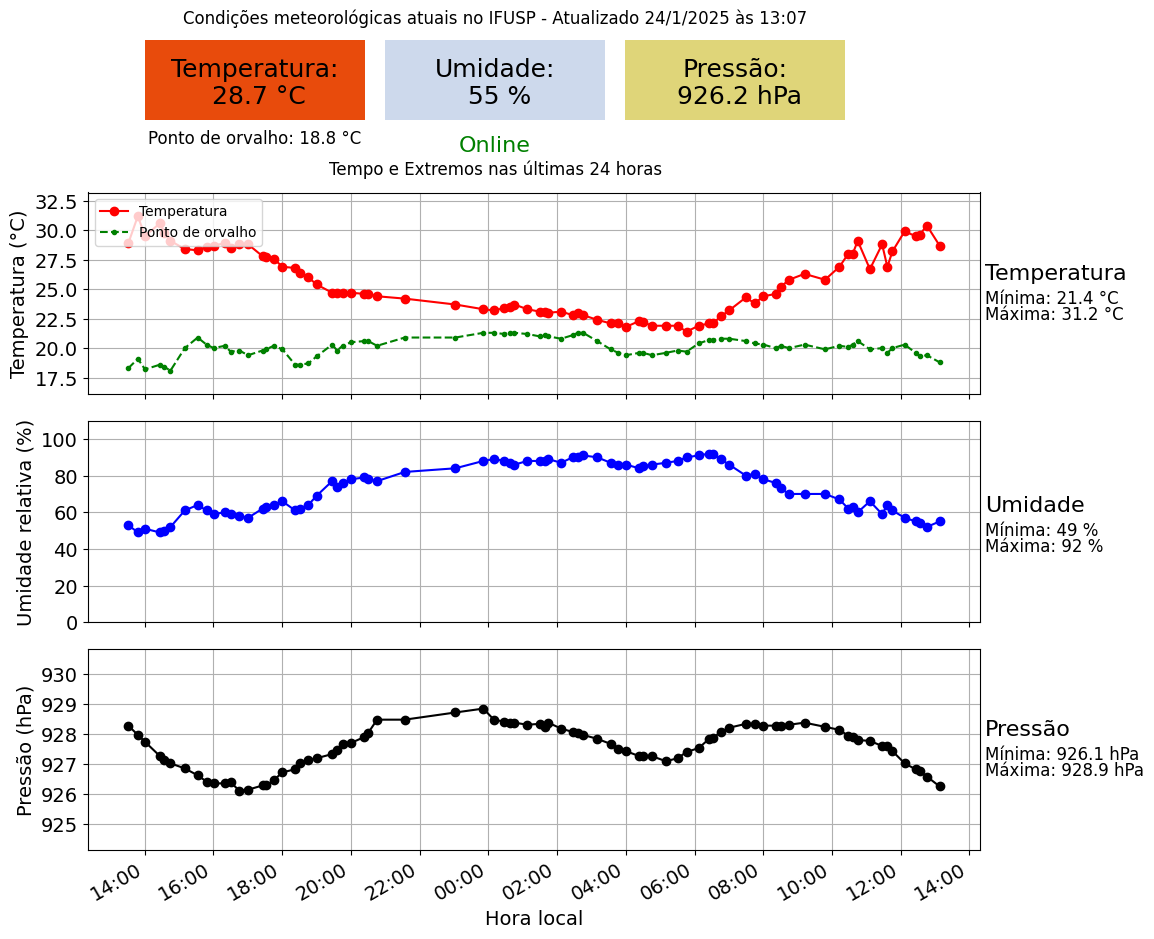 Condições meteorológicas atuais no IFUSP - Atualizado 24/1/2025 às 13:07
Temperatura:
28.7 °C
Umidade:
55 %
Pressão:
926.2 hPa
Ponto de orvalho: 18.8 °C
Online
Tempo e Extremos nas últimas 24 horas
Temperatura (°C)
32.5
30.0
27.5
25.0
22.5
20.0
17.5
Temperatura
Ponto de orvalho
Temperatura
Mínima: 21.4 °C
Máxima: 31.2 °C
Umidade relativa (%)
100
80
60
40
20
0
Umidade
Mínima: 49 %
Máxima: 92 %
Pressão (hPa)
930
929
928
927
926
925
Pressão
Mínima: 926.1 hPa
Máxima: 928.9 hPa
14:00 16:00 18:00 20:00 22:00 00:00 02:00 04:00 06:00 08:00 10:00 12:00 14:00
Hora local